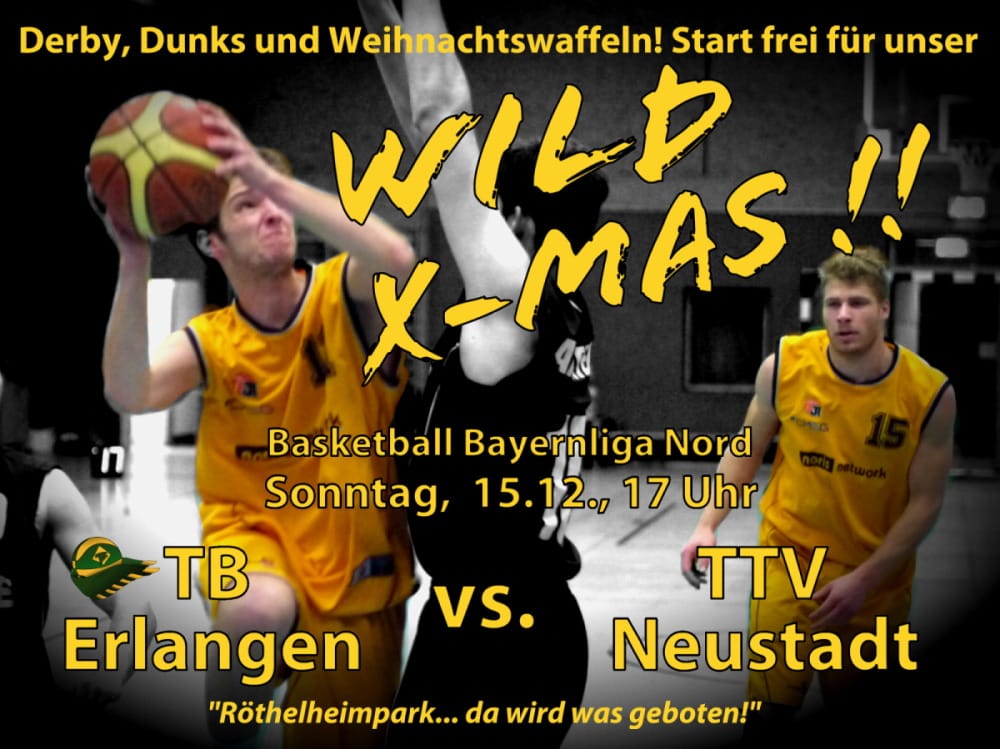 Derby, Dunks und Weihnachtswaffeln! Start frei für unser
WILD
X-MAS !!
Basketball Bayernliga Nord
Sonntag, 15.12., 17 Uhr
15
noris network
TB
Erlangen
vs.
TTV
Neustadt
"Röthelheimpark... da wird was geboten!"